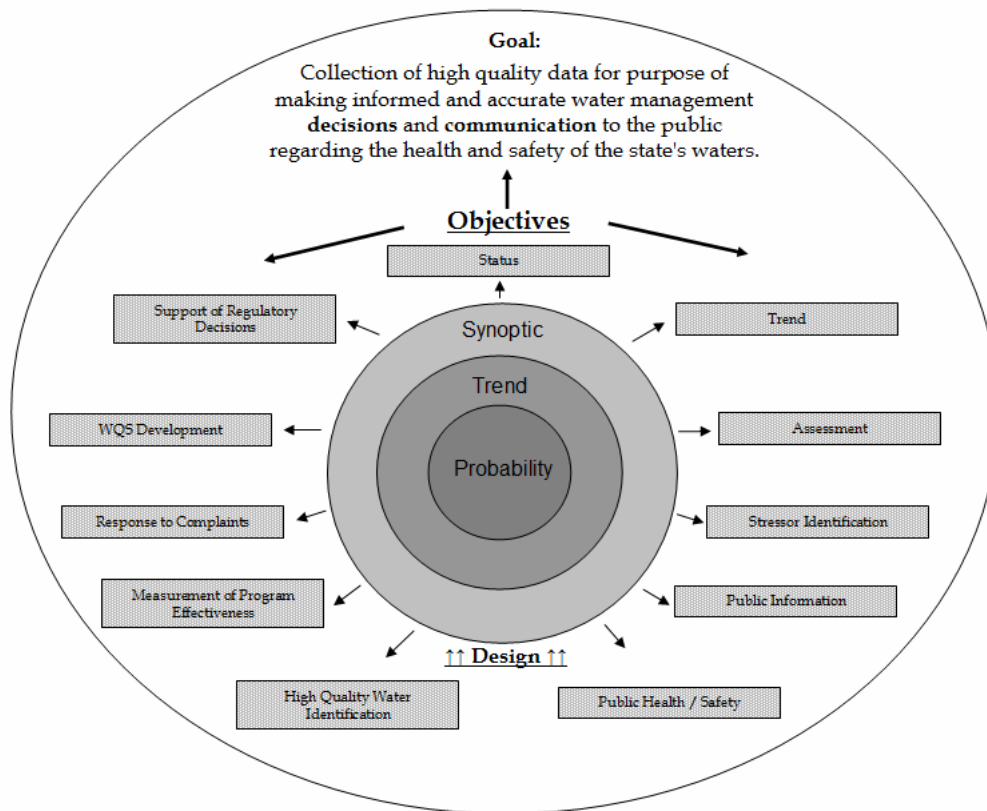 Goal:
Collection of high quality data for purpose of
making informed and accurate water management
decisions and communication to the public
regarding the health and safety of the state's waters.
Objectives
Status
Support of Regulatory
Decisions
Synoptic
Trend
Trend
WQS Development
Assessment
Probability
Response to Complaints
Stressor Identification
Measurement of Program
Effectiveness
Public Information
↑↑ Design ↑↑
High Quality Water
Identification
Public Health / Safety